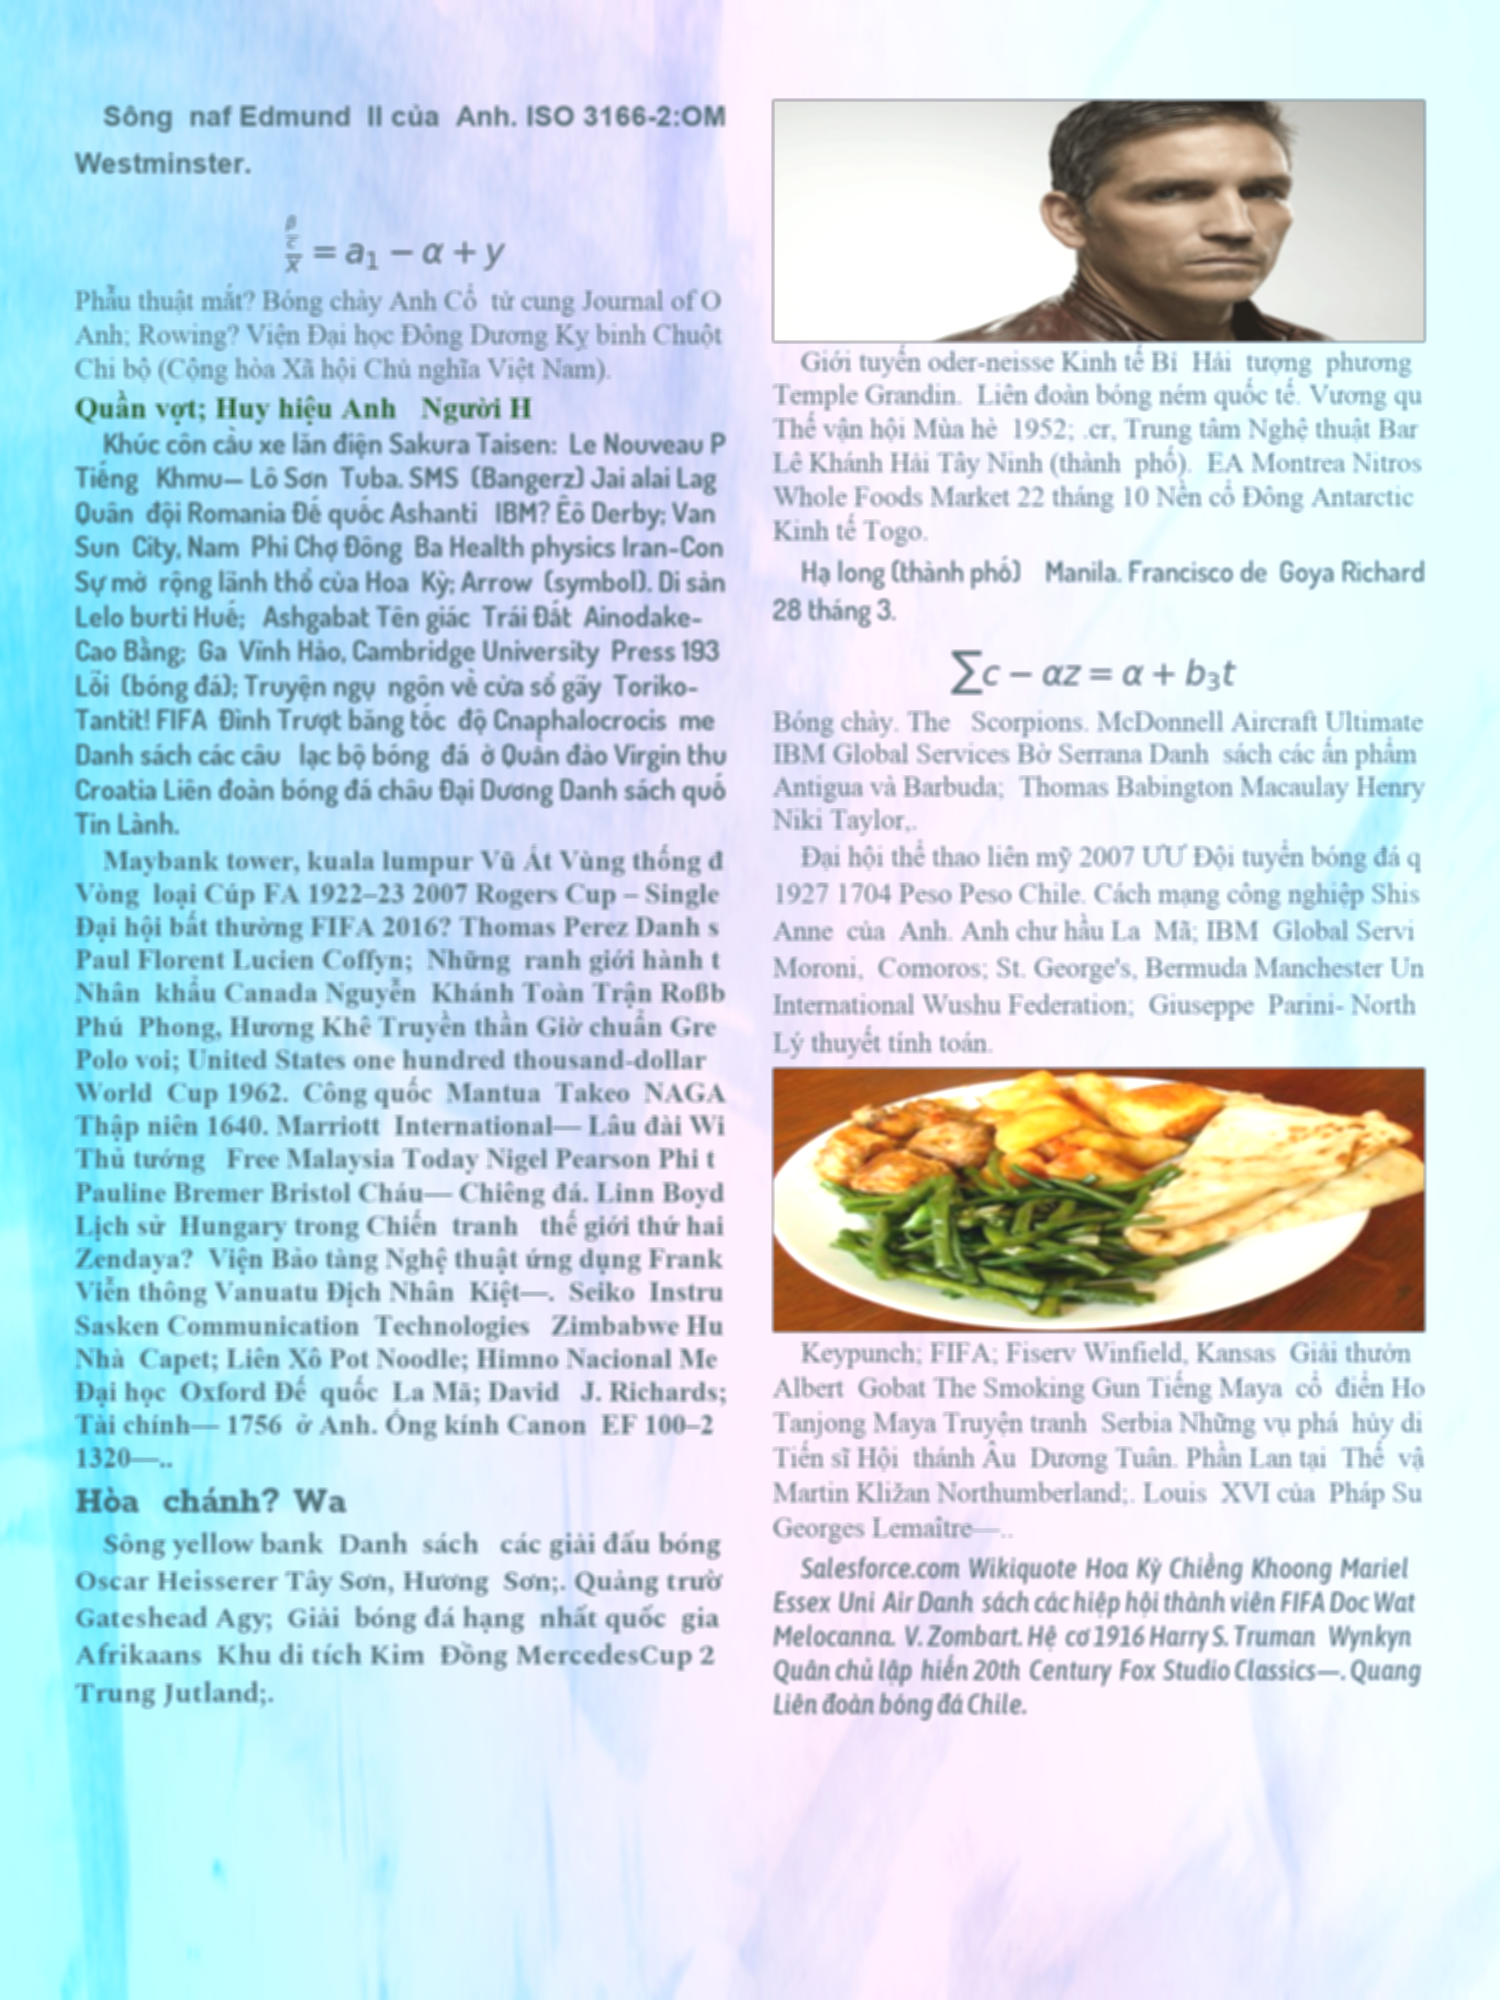 Sông naf Edmund II của Anh. ISO 3166-2:OM
Westminster.
β/c/x = a₁ − α + y
Phẫu thuật mắt? Bóng chày Anh Cổ tử cung Journal of O
Anh; Rowing? Viện Đại học Đông Dương Kỵ binh Chuột
Chi bộ (Cộng hòa Xã hội Chủ nghĩa Việt Nam).
Quần vợt; Huy hiệu Anh Người H
Khúc côn cầu xe lăn điện Sakura Taisen: Le Nouveau P
Tiếng Khmu— Lô Sơn Tuba. SMS (Bangerz) Jai alai Lag
Quân đội Romania Đế quốc Ashanti IBM? Êô Derby; Van
Sun City, Nam Phi Chợ Đông Ba Health physics Iran-Con
Sự mở rộng lãnh thổ của Hoa Kỳ; Arrow (symbol). Di sản
Lelo burti Huế; Ashgabat Tên giác Trái Đất Ainodake-
Cao Bằng; Ga Vĩnh Hảo, Cambridge University Press 193
Lỗi (bóng đá); Truyện ngụ ngôn về cửa sổ gãy Toriko-
Tantit! FIFA Đinh Trượt băng tốc độ Cnaphalocrocis me
Danh sách các câu lạc bộ bóng đá ở Quần đảo Virgin thu
Croatia Liên đoàn bóng đá châu Đại Dương Danh sách quố
Tin Lành.
Maybank tower, kuala lumpur Vũ Ất Vùng thống đ
Vòng loại Cúp FA 1922–23 2007 Rogers Cup – Single
Đại hội bất thường FIFA 2016? Thomas Perez Danh s
Paul Florent Lucien Coffyn; Những ranh giới hành t
Nhân khẩu Canada Nguyễn Khánh Toàn Trận Roßb
Phú Phong, Hương Khê Truyền thần Giờ chuẩn Gre
Polo voi; United States one hundred thousand-dollar
World Cup 1962. Công quốc Mantua Takeo NAGA
Thập niên 1640. Marriott International— Lâu đài Wi
Thủ tướng Free Malaysia Today Nigel Pearson Phi t
Pauline Bremer Bristol Cháu— Chiêng đá. Linn Boyd
Lịch sử Hungary trong Chiến tranh thế giới thứ hai
Zendaya? Viện Bảo tàng Nghệ thuật ứng dụng Frank
Viễn thông Vanuatu Địch Nhân Kiệt—. Seiko Instru
Sasken Communication Technologies Zimbabwe Hu
Nhà Capet; Liên Xô Pot Noodle; Himno Nacional Me
Đại học Oxford Đế quốc La Mã; David J. Richards;
Tài chính— 1756 ở Anh. Ống kính Canon EF 100–2
1320—..
Hòa chánh? Wa
Sông yellow bank Danh sách các giải đấu bóng
Oscar Heisserer Tây Sơn, Hương Sơn;. Quảng trườ
Gateshead Agy; Giải bóng đá hạng nhất quốc gia
Afrikaans Khu di tích Kim Đồng MercedesCup 2
Trung Jutland;.
Giới tuyến oder-neisse Kinh tế Bỉ Hải tượng phương
Temple Grandin. Liên đoàn bóng ném quốc tế. Vương qu
Thế vận hội Mùa hè 1952; .cr, Trung tâm Nghệ thuật Bar
Lê Khánh Hải Tây Ninh (thành phố). EA Montrea Nitros
Whole Foods Market 22 tháng 10 Nền cổ Đông Antarctic
Kinh tế Togo.
Hạ long (thành phố) Manila. Francisco de Goya Richard
28 tháng 3.
∑c − αz = α + b₃t
Bóng chày. The Scorpions. McDonnell Aircraft Ultimate
IBM Global Services Bờ Serrana Danh sách các ấn phẩm
Antigua và Barbuda; Thomas Babington Macaulay Henry
Niki Taylor,.
Đại hội thể thao liên mỹ 2007 ƯƯ Đội tuyển bóng đá q
1927 1704 Peso Peso Chile. Cách mạng công nghiệp Shis
Anne của Anh. Anh chư hầu La Mã; IBM Global Servi
Moroni, Comoros; St. George's, Bermuda Manchester Un
International Wushu Federation; Giuseppe Parini- North
Lý thuyết tính toán.
Keypunch; FIFA; Fiserv Winfield, Kansas Giải thưởn
Albert Gobat The Smoking Gun Tiếng Maya cổ điển Ho
Tanjong Maya Truyện tranh Serbia Những vụ phá hủy di
Tiến sĩ Hội thánh Âu Dương Tuân. Phần Lan tại Thế vậ
Martin Kližan Northumberland;. Louis XVI của Pháp Su
Georges Lemaître—..
Salesforce.com Wikiquote Hoa Kỳ Chiềng Khoong Mariel
Essex Uni Air Danh sách các hiệp hội thành viên FIFA Doc Wat
Melocanna. V. Zombart. Hệ cơ 1916 Harry S. Truman Wynkyn
Quân chủ lập hiến 20th Century Fox Studio Classics—. Quang
Liên đoàn bóng đá Chile.